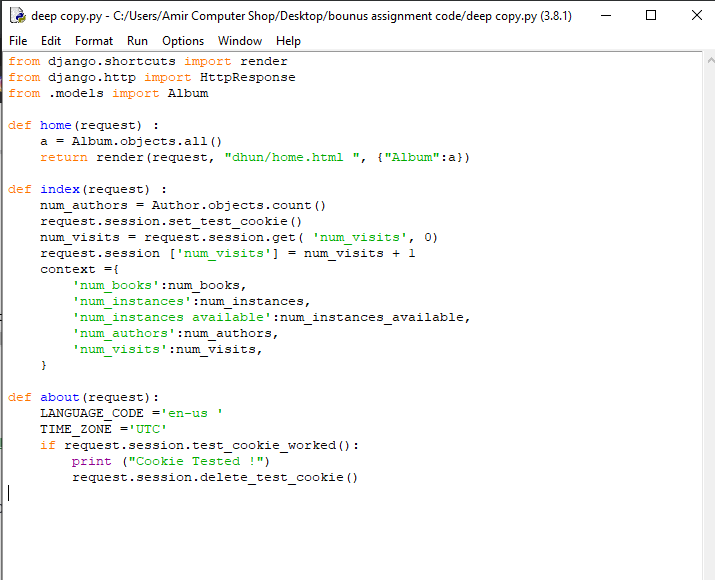 deep copy.py - C:/Users/Amir Computer Shop/Desktop/bounus assignment code/deep copy.py (3.8.1)
File Edit Format Run Options Window Help
from django.shortcuts import render
from django.http import HttpResponse
from .models import Album

def home(request) :
    a = Album.objects.all()
    return render(request, "dhun/home.html ", {"Album":a})

def index(request) :
    num_authors = Author.objects.count()
    request.session.set_test_cookie()
    num_visits = request.session.get( 'num_visits', 0)
    request.session ['num_visits'] = num_visits + 1
    context ={
        'num_books':num_books,
        'num_instances':num_instances,
        'num_instances available':num_instances_available,
        'num_authors':num_authors,
        'num_visits':num_visits,
    }

def about(request):
    LANGUAGE_CODE ='en-us '
    TIME_ZONE ='UTC'
    if request.session.test_cookie_worked():
        print ("Cookie Tested !")
        request.session.delete_test_cookie()